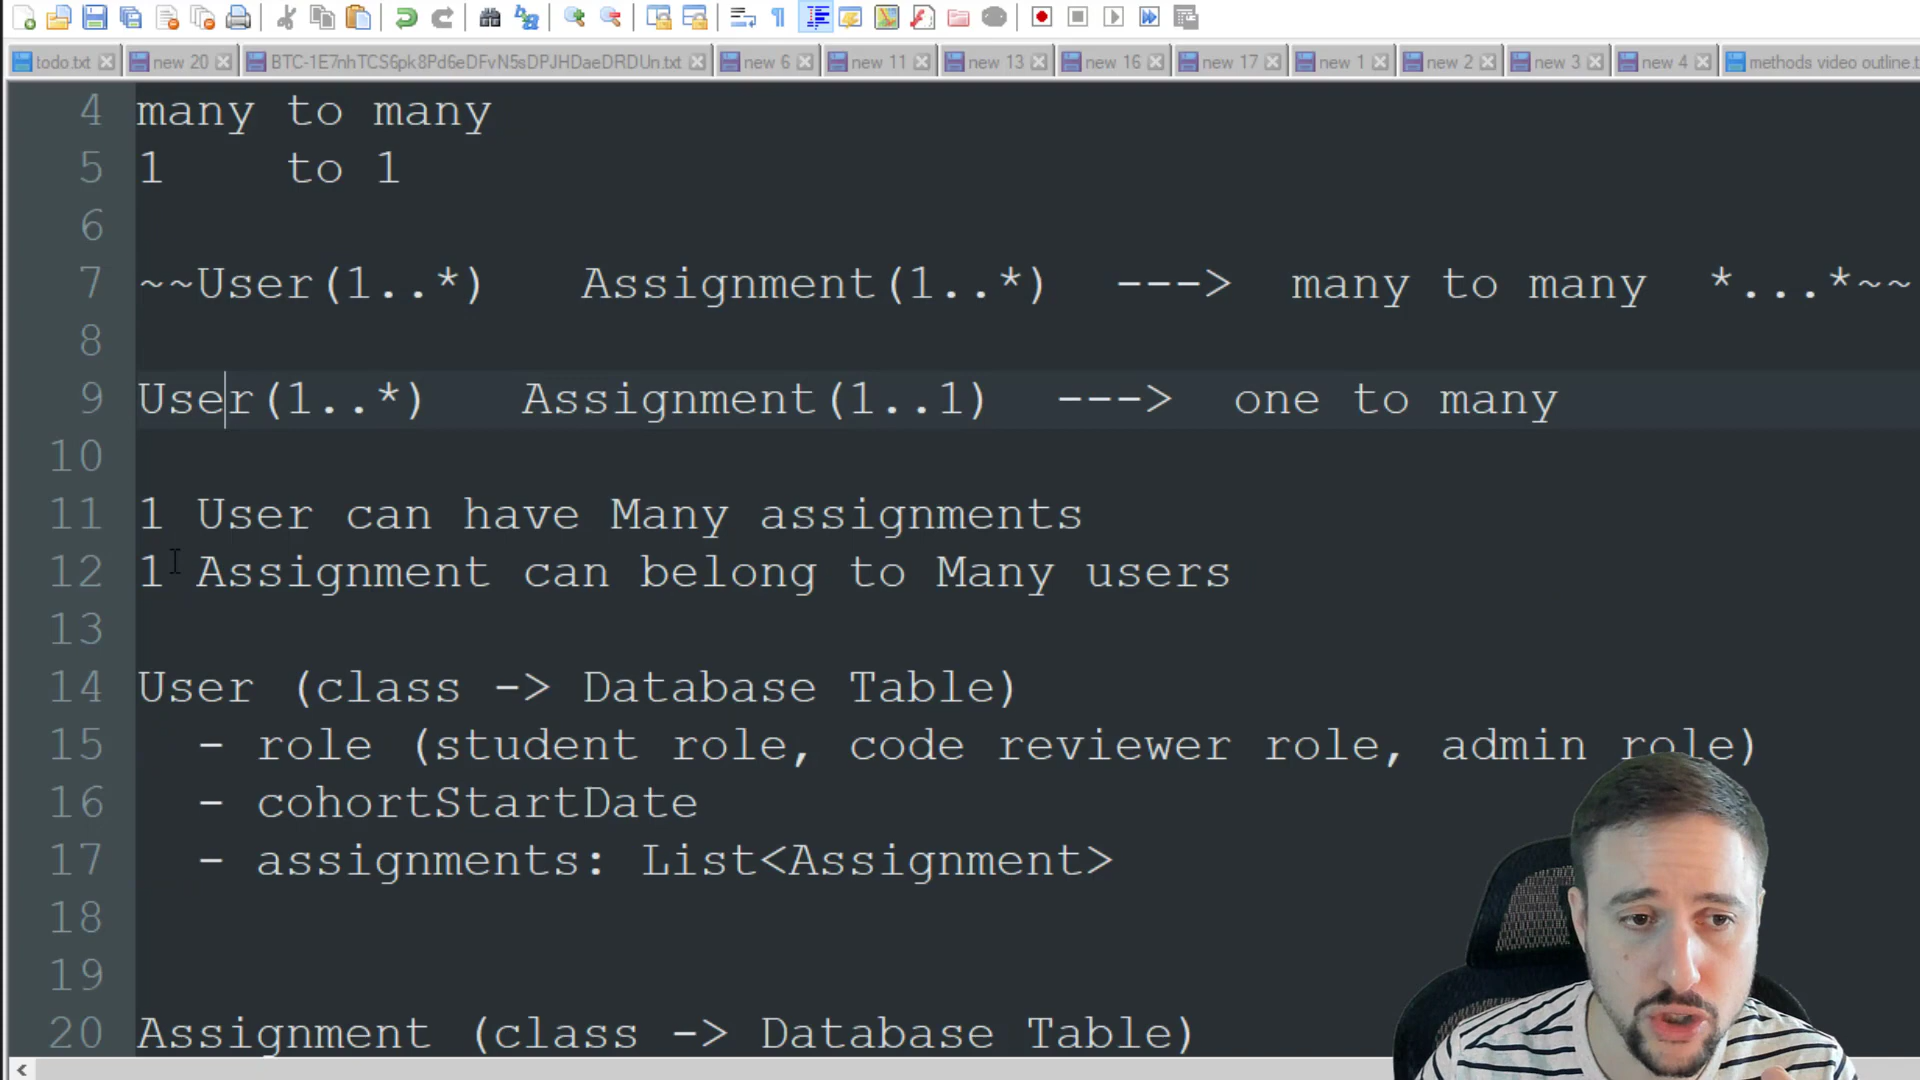 todo.txt new 20 BTC-1E7nhTCS6pk8Pd6eDFvN5sDPJHDaeDRDUn.txt new 6 new 11 new 13 new 16 new 17 new 1 new 2 new 3 new 4 methods video outline.t
4 many to many
5 1 to 1
6
7 ~~User(1..*) Assignment(1..*) ---> many to many *...*~~
8
9 User(1..*) Assignment(1..1) ---> one to many
10
11 1 User can have Many assignments
12 1 Assignment can belong to Many users
13
14 User (class -> Database Table)
15 - role (student role, code reviewer role, admin role)
16 - cohortStartDate
17 - assignments: List<Assignment>
18
19
20 Assignment (class -> Database Table)